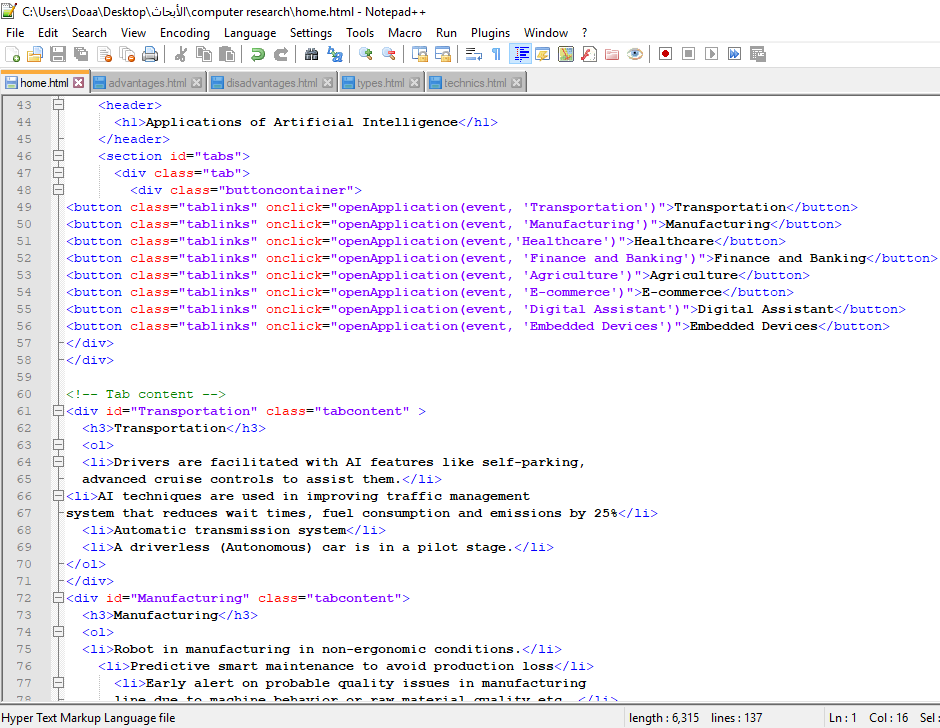 C:\Users\Doaa\Desktop\الأبحاث\computer research\home.html - Notepad++
File Edit Search View Encoding Language Settings Tools Macro Run Plugins Window ?
home.html advantages.html disadvantages.html types.html technics.html
43 <header>
44 <h1>Applications of Artificial Intelligence</h1>
45 </header>
46 <section id="tabs">
47 <div class="tab">
48 <div class="buttoncontainer">
49 <button class="tablinks" onclick="openApplication(event, 'Transportation')">Transportation</button>
50 <button class="tablinks" onclick="openApplication(event, 'Manufacturing')">Manufacturing</button>
51 <button class="tablinks" onclick="openApplication(event,'Healthcare')">Healthcare</button>
52 <button class="tablinks" onclick="openApplication(event, 'Finance and Banking')">Finance and Banking</button>
53 <button class="tablinks" onclick="openApplication(event, 'Agriculture')">Agriculture</button>
54 <button class="tablinks" onclick="openApplication(event, 'E-commerce')">E-commerce</button>
55 <button class="tablinks" onclick="openApplication(event, 'Digital Assistant')">Digital Assistant</button>
56 <button class="tablinks" onclick="openApplication(event, 'Embedded Devices')">Embedded Devices</button>
57 </div>
58 </div>
59
60 <!-- Tab content -->
61 <div id="Transportation" class="tabcontent" >
62 <h3>Transportation</h3>
63 <ol>
64 <li>Drivers are facilitated with AI features like self-parking,
65 advanced cruise controls to assist them.</li>
66 <li>AI techniques are used in improving traffic management
67 system that reduces wait times, fuel consumption and emissions by 25%</li>
68 <li>Automatic transmission system</li>
69 <li>A driverless (Autonomous) car is in a pilot stage.</li>
70 </ol>
71 </div>
72 <div id="Manufacturing" class="tabcontent">
73 <h3>Manufacturing</h3>
74 <ol>
75 <li>Robot in manufacturing in non-ergonomic conditions.</li>
76 <li>Predictive smart maintenance to avoid production loss</li>
77 <li>Early alert on probable quality issues in manufacturing
78 line due to machine behavior or raw material quality etc. </li>
Hyper Text Markup Language file length : 6,315 lines : 137 Ln : 1 Col : 16 Sel :